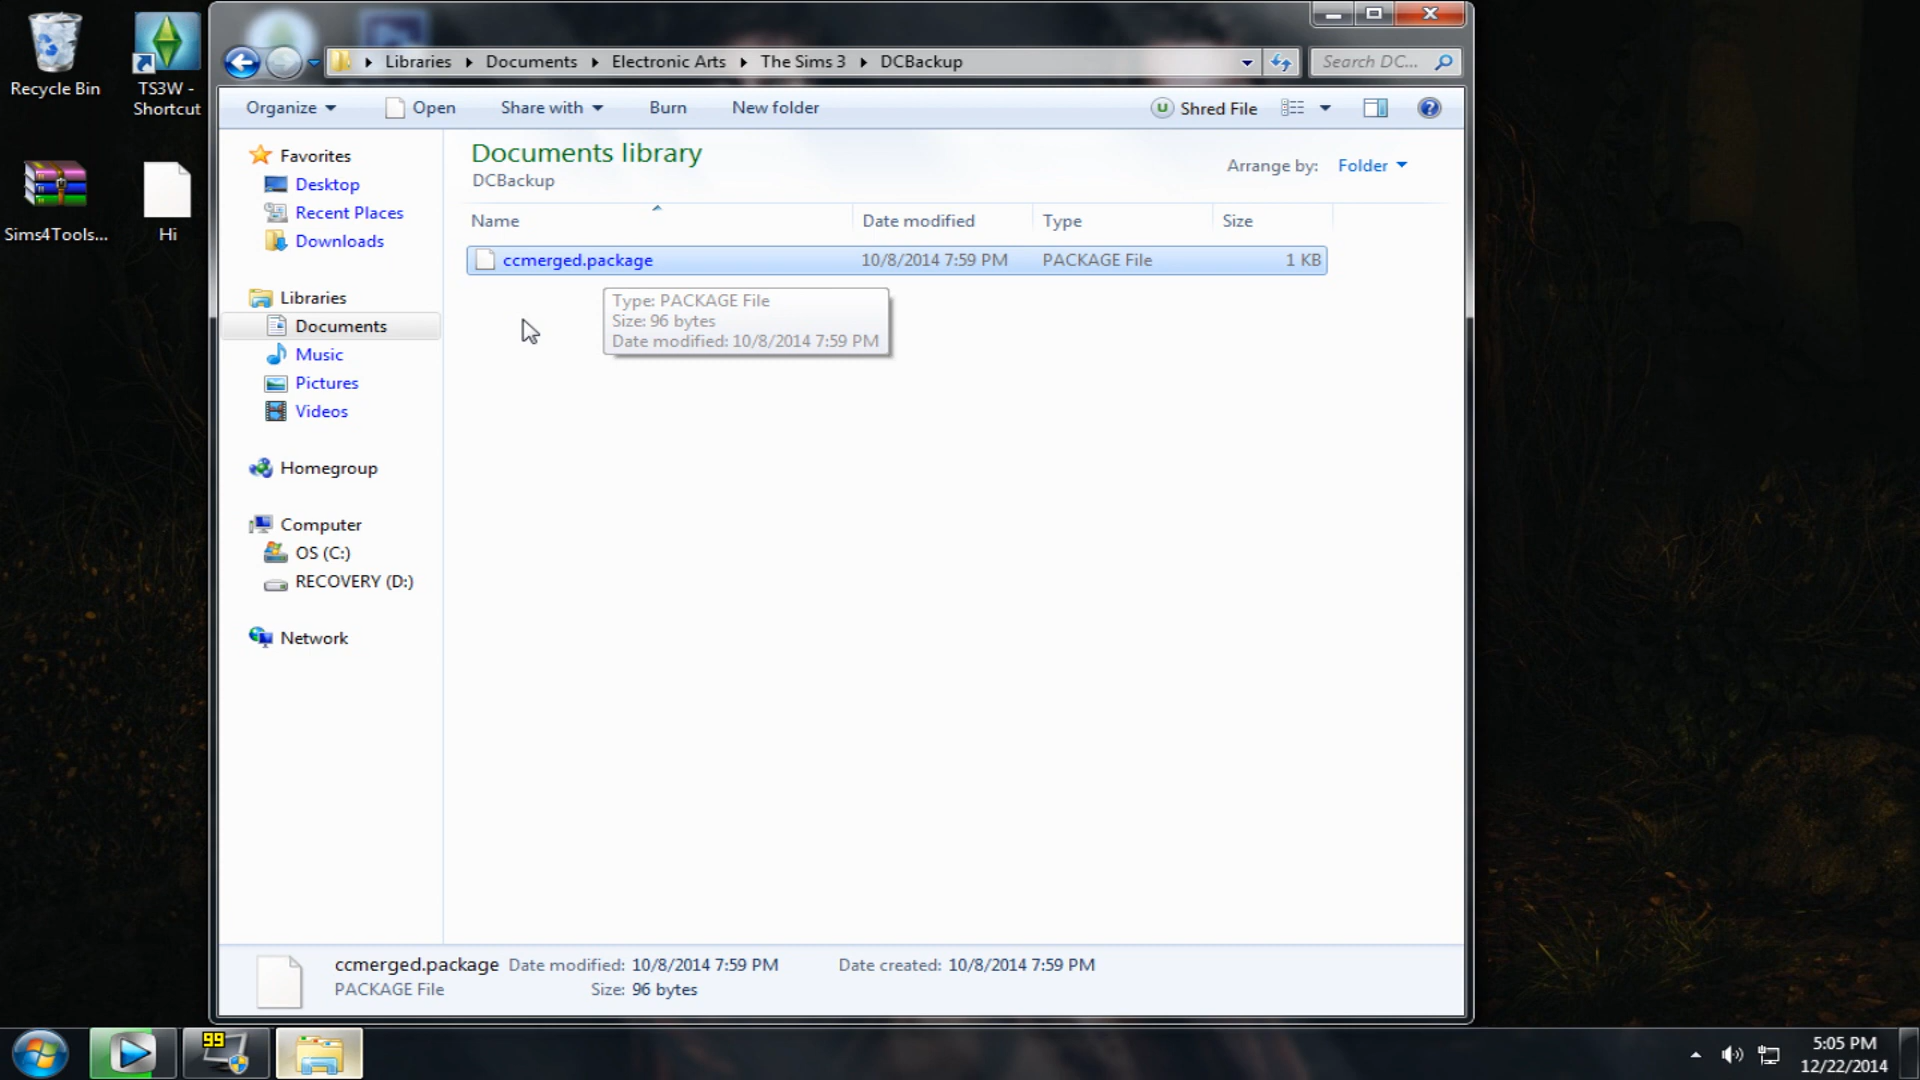 Recycle Bin
TS3W -
Shortcut
Sims4Tools...
Hi
Libraries
Documents
Electronic Arts
The Sims 3
DCBackup
Search DC...
Organize
Open
Share with
Burn
New folder
Shred File
Favorites
Desktop
Recent Places
Downloads
Libraries
Documents
Music
Pictures
Videos
Homegroup
Computer
OS (C:)
RECOVERY (D:)
Network
Documents library
DCBackup
Arrange by: Folder
Name
Date modified
Type
Size
ccmerged.package
10/8/2014 7:59 PM
PACKAGE File
1 KB
Type: PACKAGE File
Size: 96 bytes
Date modified: 10/8/2014 7:59 PM
ccmerged.package Date modified: 10/8/2014 7:59 PM Date created: 10/8/2014 7:59 PM
PACKAGE File Size: 96 bytes
99
5:05 PM
12/22/2014